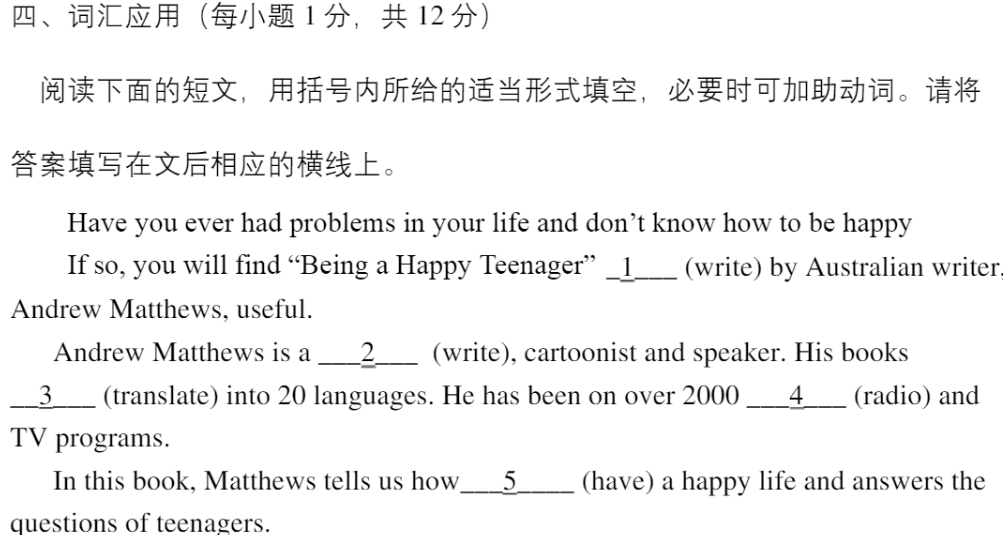 四、词汇应用（每小题 1 分，共 12 分）
阅读下面的短文，用括号内所给的适当形式填空，必要时可加助动词。请将
答案填写在文后相应的横线上。
Have you ever had problems in your life and don’t know how to be happy
If so, you will find “Being a Happy Teenager” _1___ (write) by Australian writer,
Andrew Matthews, useful.
Andrew Matthews is a ___2___ (write), cartoonist and speaker. His books
__3___ (translate) into 20 languages. He has been on over 2000 ___4___ (radio) and
TV programs.
In this book, Matthews tells us how___5____ (have) a happy life and answers the
questions of teenagers.